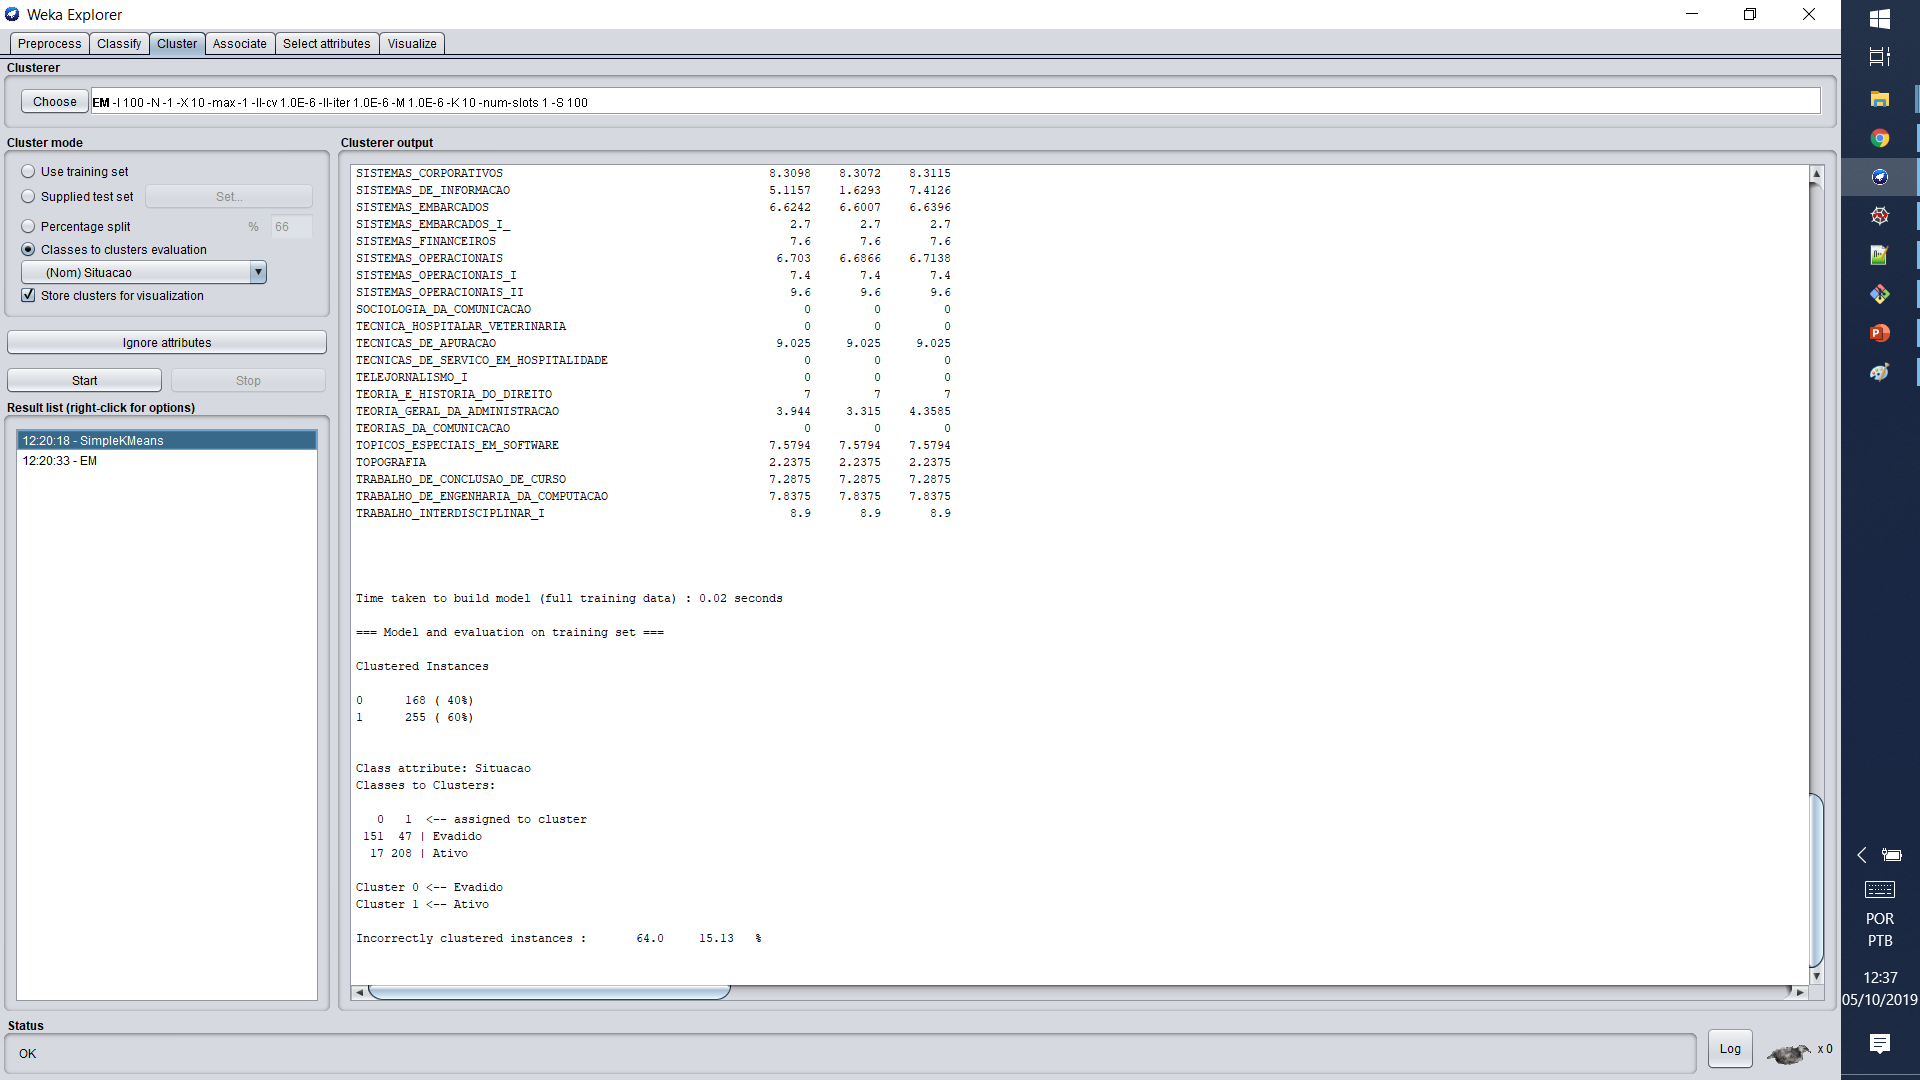 Weka Explorer
Preprocess Classify Cluster Associate Select attributes Visualize
Clusterer
Choose EM -I 100 -N -1 -X 10 -max -1 -ll-cv 1.0E-6 -ll-iter 1.0E-6 -M 1.0E-6 -K 10 -num-slots 1 -S 100
Cluster mode
Use training set
Supplied test set Set...
Percentage split % 66
Classes to clusters evaluation
(Nom) Situacao
Store clusters for visualization
Ignore attributes
Start Stop
Result list (right-click for options)
12:20:18 - SimpleKMeans
12:20:33 - EM
Clusterer output
SISTEMAS_CORPORATIVOS 8.3098 8.3072 8.3115
SISTEMAS_DE_INFORMACAO 5.1157 1.6293 7.4126
SISTEMAS_EMBARCADOS 6.6242 6.6007 6.6396
SISTEMAS_EMBARCADOS_I_ 2.7 2.7 2.7
SISTEMAS_FINANCEIROS 7.6 7.6 7.6
SISTEMAS_OPERACIONAIS 6.703 6.6866 6.7138
SISTEMAS_OPERACIONAIS_I 7.4 7.4 7.4
SISTEMAS_OPERACIONAIS_II 9.6 9.6 9.6
SOCIOLOGIA_DA_COMUNICACAO 0 0 0
TECNICA_HOSPITALAR_VETERINARIA 0 0 0
TECNICAS_DE_APURACAO 9.025 9.025 9.025
TECNICAS_DE_SERVICO_EM_HOSPITALIDADE 0 0 0
TELEJORNALISMO_I 0 0 0
TEORIA_E_HISTORIA_DO_DIREITO 7 7 7
TEORIA_GERAL_DA_ADMINISTRACAO 3.944 3.315 4.3585
TEORIAS_DA_COMUNICACAO 0 0 0
TOPICOS_ESPECIAIS_EM_SOFTWARE 7.5794 7.5794 7.5794
TOPOGRAFIA 2.2375 2.2375 2.2375
TRABALHO_DE_CONCLUSAO_DE_CURSO 7.2875 7.2875 7.2875
TRABALHO_DE_ENGENHARIA_DA_COMPUTACAO 7.8375 7.8375 7.8375
TRABALHO_INTERDISCIPLINAR_I 8.9 8.9 8.9
Time taken to build model (full training data) : 0.02 seconds
=== Model and evaluation on training set ===
Clustered Instances
0 168 ( 40%)
1 255 ( 60%)
Class attribute: Situacao
Classes to Clusters:
0 1 <-- assigned to cluster
151 47 | Evadido
17 208 | Ativo
Cluster 0 <-- Evadido
Cluster 1 <-- Ativo
Incorrectly clustered instances : 64.0 15.13 %
Status
OK
Log
x 0
POR
PTB
12:37
05/10/2019